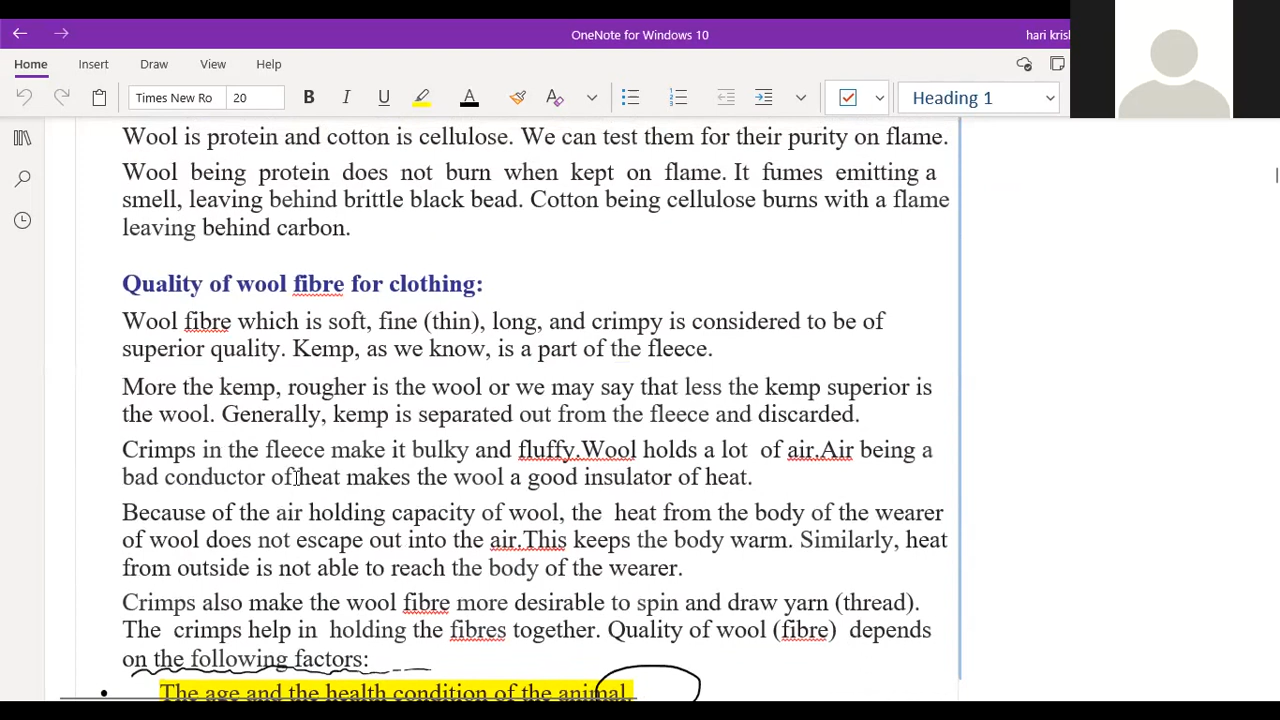 OneNote for Windows 10
hari krish
Home Insert Draw View Help
Times New Ro 20 B I U A Heading 1
Wool is protein and cotton is cellulose. We can test them for their purity on flame.
Wool being protein does not burn when kept on flame. It fumes emitting a
smell, leaving behind brittle black bead. Cotton being cellulose burns with a flame
leaving behind carbon.
Quality of wool fibre for clothing:
Wool fibre which is soft, fine (thin), long, and crimpy is considered to be of
superior quality. Kemp, as we know, is a part of the fleece.
More the kemp, rougher is the wool or we may say that less the kemp superior is
the wool. Generally, kemp is separated out from the fleece and discarded.
Crimps in the fleece make it bulky and fluffy.Wool holds a lot of air.Air being a
bad conductor of heat makes the wool a good insulator of heat.
Because of the air holding capacity of wool, the heat from the body of the wearer
of wool does not escape out into the air.This keeps the body warm. Similarly, heat
from outside is not able to reach the body of the wearer.
Crimps also make the wool fibre more desirable to spin and draw yarn (thread).
The crimps help in holding the fibres together. Quality of wool (fibre) depends
on the following factors:
• The age and the health condition of the animal.